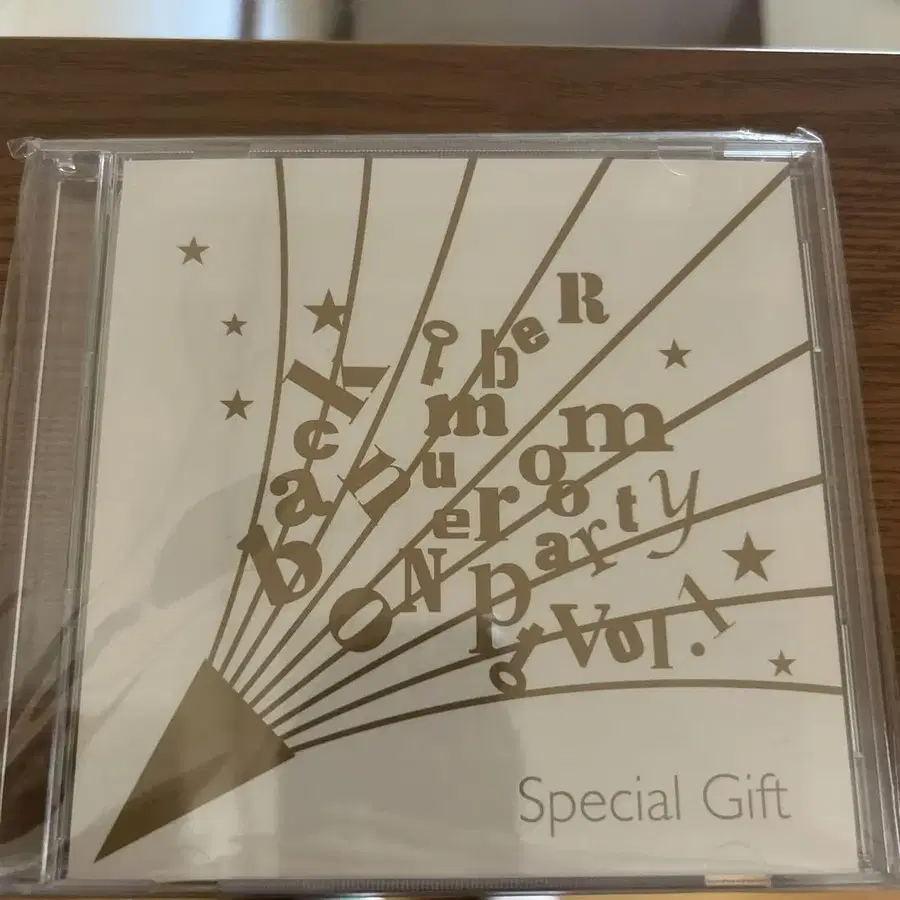 back number
One room
party
Vol.1
Special Gift